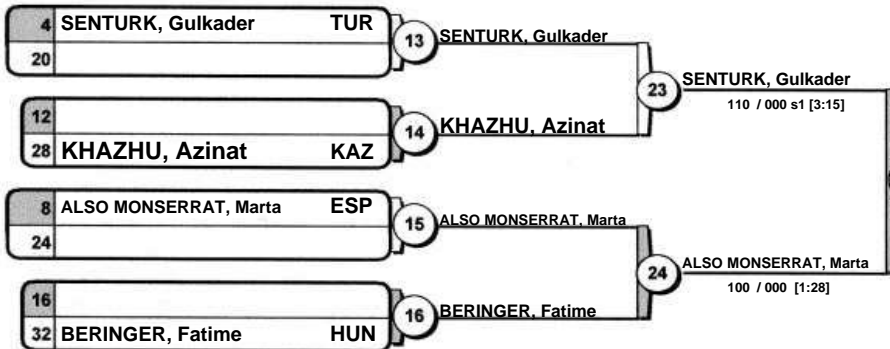 4 SENTURK, Gulkader TUR
20
13 SENTURK, Gulkader
12
28 KHAZHU, Azinat KAZ
14 KHAZHU, Azinat
23 SENTURK, Gulkader
110 / 000 s1 [3:15]
8 ALSO MONSERRAT, Marta ESP
24
15 ALSO MONSERRAT, Marta
16
32 BERINGER, Fatime HUN
16 BERINGER, Fatime
24 ALSO MONSERRAT, Marta
100 / 000 [1:28]